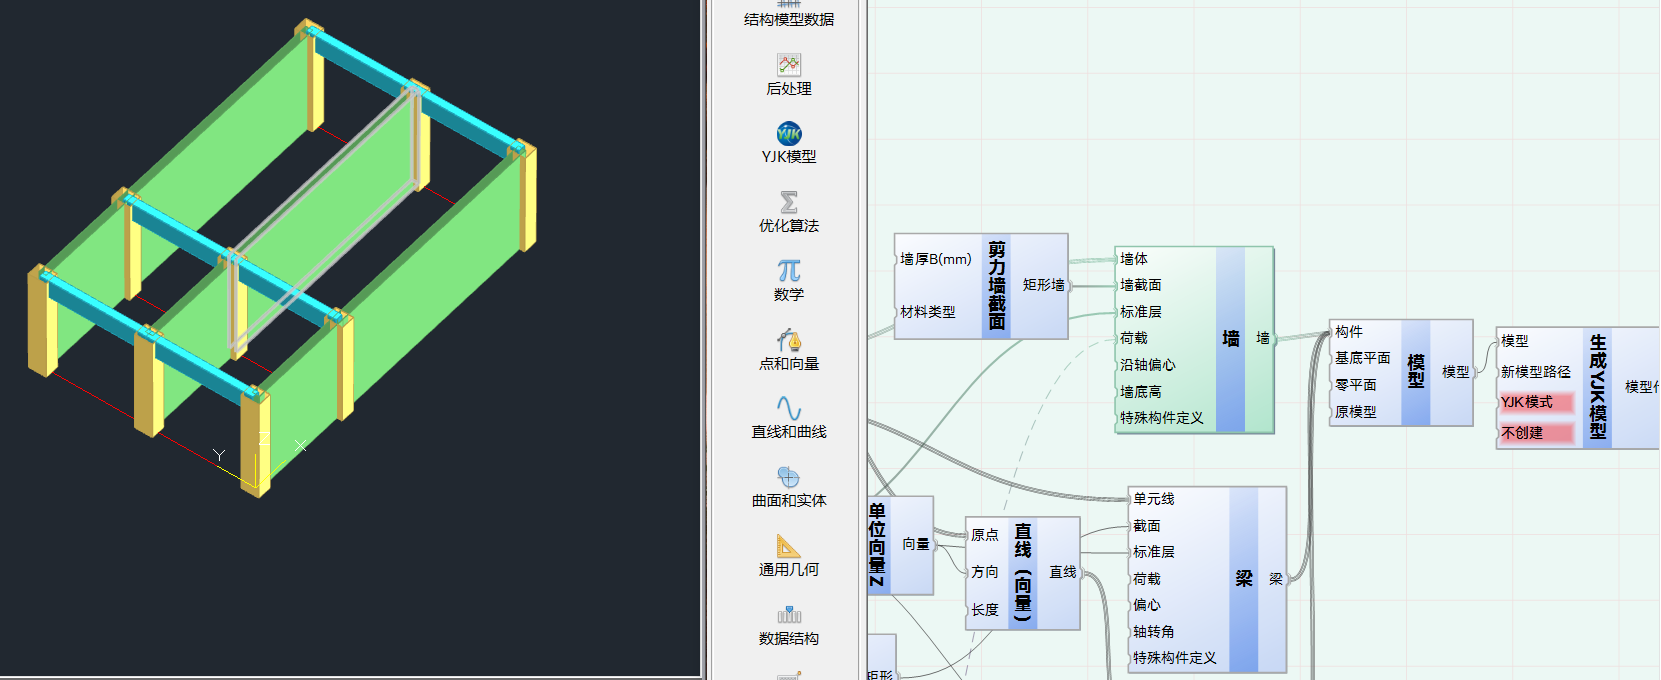 Z
Y
X
结构模型数据
后处理
YJK
YJK模型
优化算法
数学
点和向量
直线和曲线
曲面和实体
通用几何
数据结构
墙厚B(mm)
材料类型
剪力墙截面
矩形墙
墙体
墙截面
标准层
荷载
沿轴偏心
墙底高
特殊构件定义
墙
墙
构件
基底平面
零平面
原模型
模型
模型
模型
新模型路径
YJK模式
不创建
生成YJK模型
单位向量Z
向量
原点
方向
长度
直线（向量）
直线
单元线
截面
标准层
荷载
偏心
轴转角
特殊构件定义
梁
梁
矩形